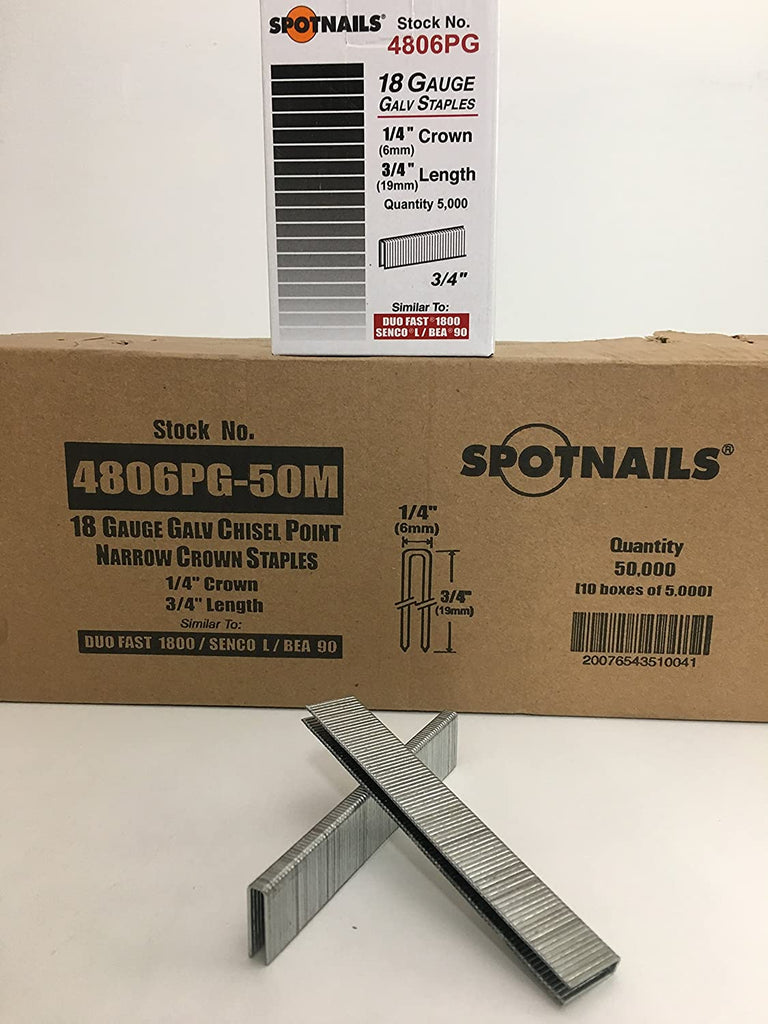 SPOTNAILS® Stock No.
4806PG
18 GAUGE
GALV STAPLES
1/4" Crown
(6mm)
3/4" Length
(19mm)
Quantity 5,000
3/4"
Similar To:
DUO FAST® 1800
SENCO® L / BEA® 90
Stock No.
4806PG-50M
18 GAUGE GALV CHISEL POINT
NARROW CROWN STAPLES
1/4" Crown
3/4" Length
Similar To:
DUO FAST 1800 / SENCO L / BEA 90
1/4"
(6mm)
3/4"
(19mm)
SPOTNAILS®
Quantity
50,000
[10 boxes of 5,000]
20076543510041